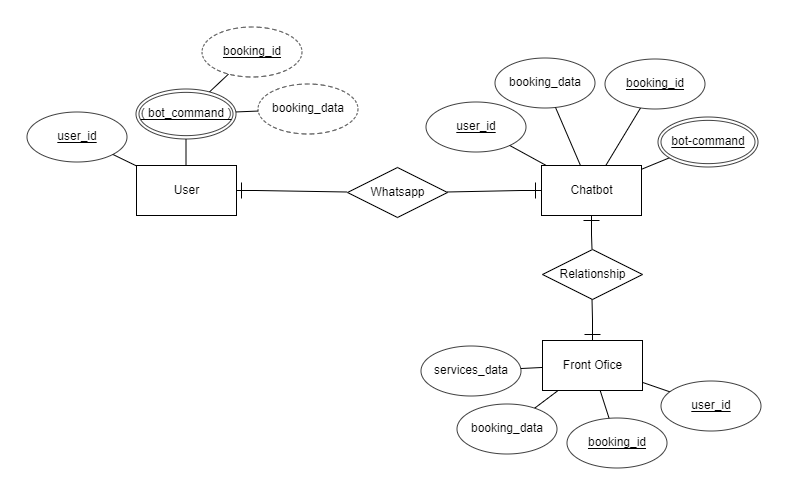 booking_id
booking_data
( bot_command )
user_id
User
Whatsapp
booking_data
booking_id
user_id
bot-command
Chatbot
Relationship
Front Ofice
services_data
booking_data
booking_id
user_id